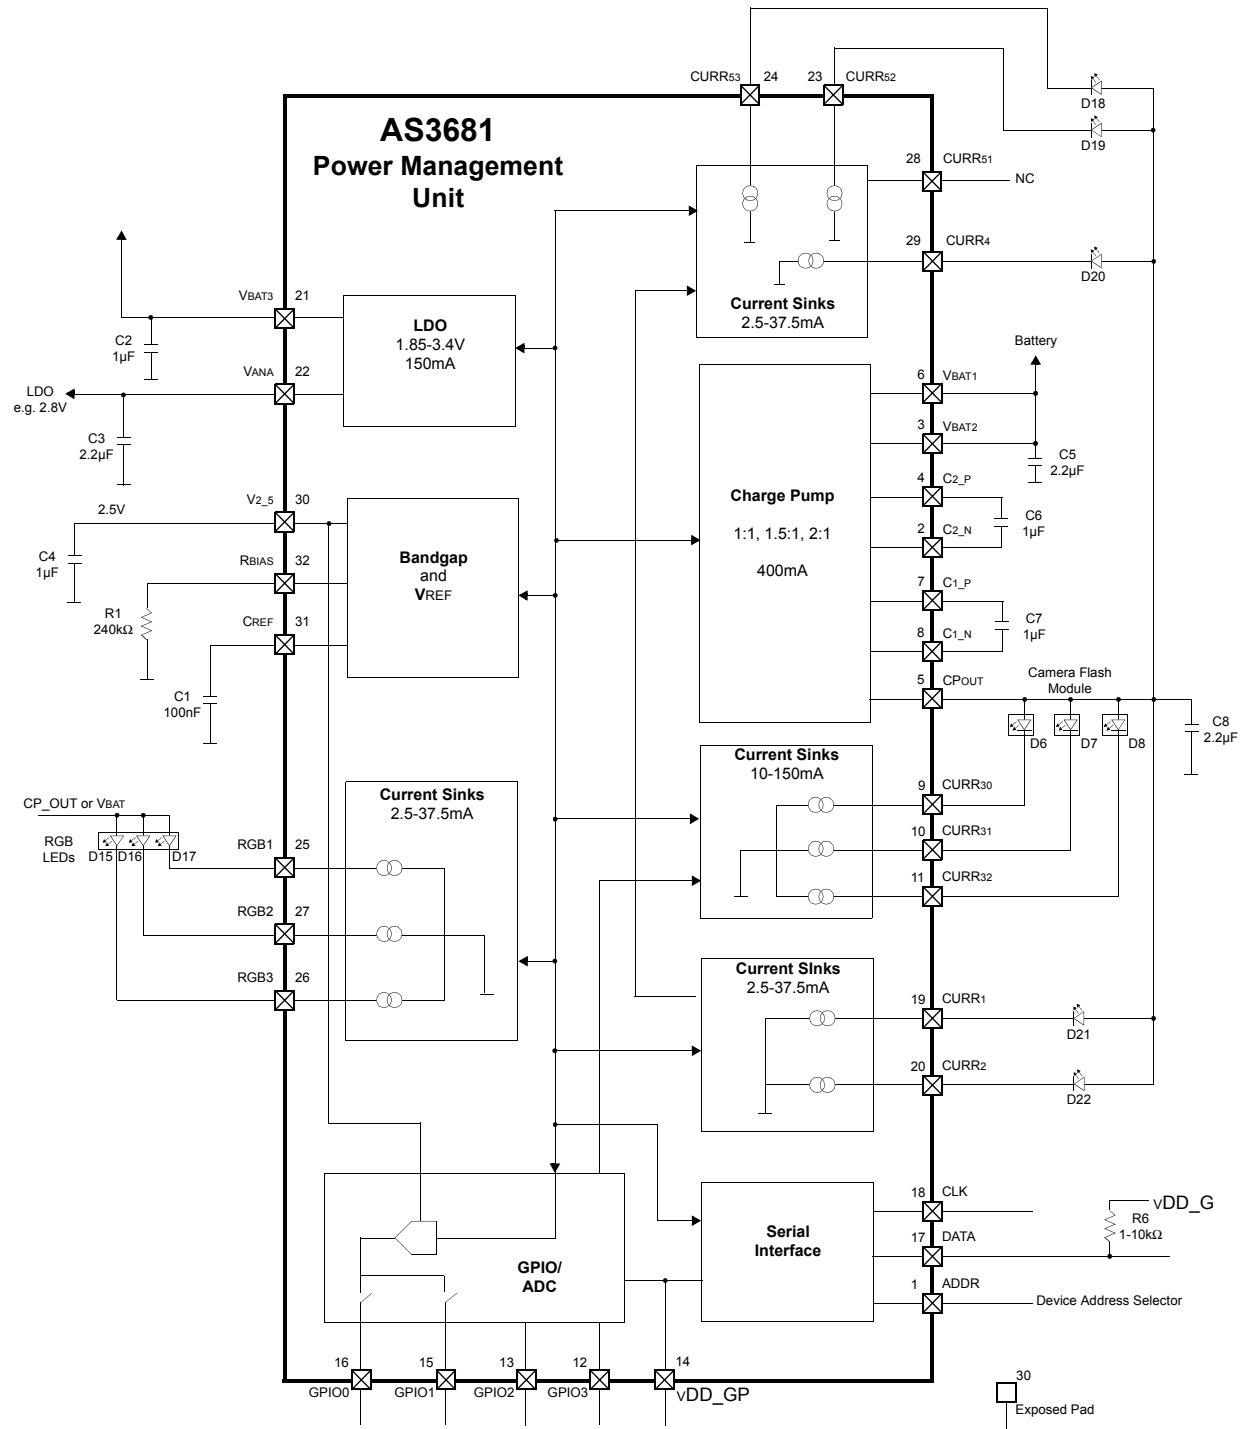 CURR53
24
23
CURR52
D18
D19
AS3681
Power Management
Unit
28
CURR51
NC
29
CURR4
D20
Current Sinks
2.5-37.5mA
VBAT3
21
C2
1µF
LDO
1.85-3.4V
150mA
VANA
22
LDO
e.g. 2.8V
C3
2.2µF
Battery
6
VBAT1
3
VBAT2
C5
2.2µF
4
C2_P
C6
1µF
2
C2_N
7
C1_P
C7
1µF
8
C1_N
5
CPOUT
Charge Pump
1:1, 1.5:1, 2:1
400mA
V2_5
30
2.5V
C4
1µF
RBIAS
32
R1
240kΩ
CREF
31
C1
100nF
Bandgap
and
VREF
Camera Flash
Module
D6
D7
D8
C8
2.2µF
Current Sinks
10-150mA
9
CURR30
10
CURR31
11
CURR32
CP_OUT or VBAT
RGB
LEDs
D15
D16
D17
Current Sinks
2.5-37.5mA
RGB1
25
RGB2
27
RGB3
26
Current SInks
2.5-37.5mA
19
CURR1
D21
20
CURR2
D22
GPIO/
ADC
Serial
Interface
18
CLK
17
DATA
VDD_G
R6
1-10kΩ
1
ADDR
Device Address Selector
16
GPIO0
15
GPIO1
13
GPIO2
12
GPIO3
14
VDD_GP
30
Exposed Pad